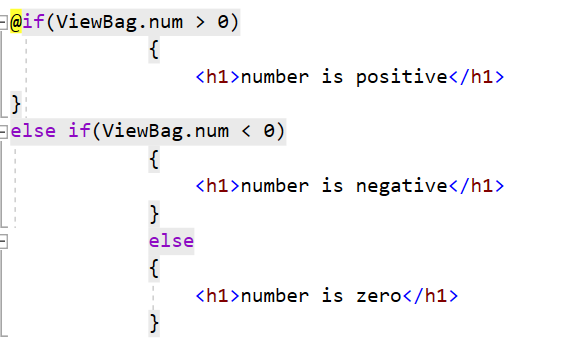 @if(ViewBag.num > 0)
{
<h1>number is positive</h1>
}
else if(ViewBag.num < 0)
{
<h1>number is negative</h1>
}
else
{
<h1>number is zero</h1>
}